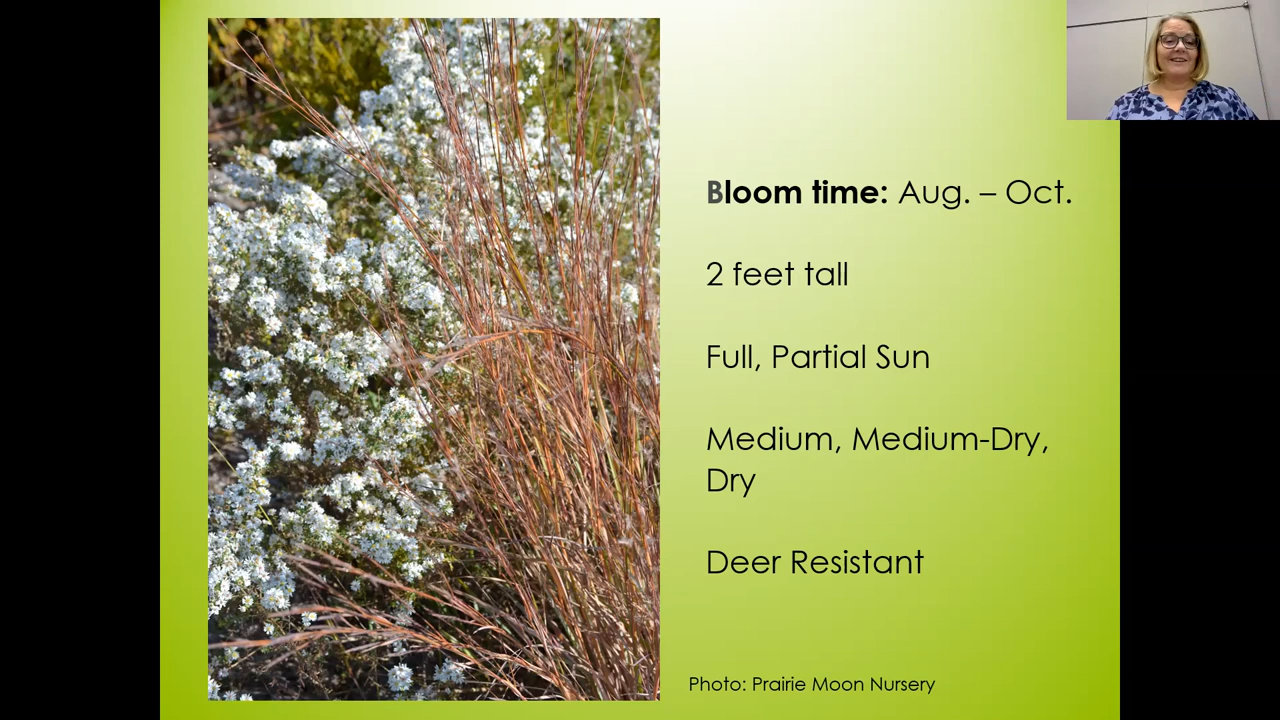 Bloom time: Aug. – Oct.
2 feet tall
Full, Partial Sun
Medium, Medium-Dry,
Dry
Deer Resistant
Photo: Prairie Moon Nursery